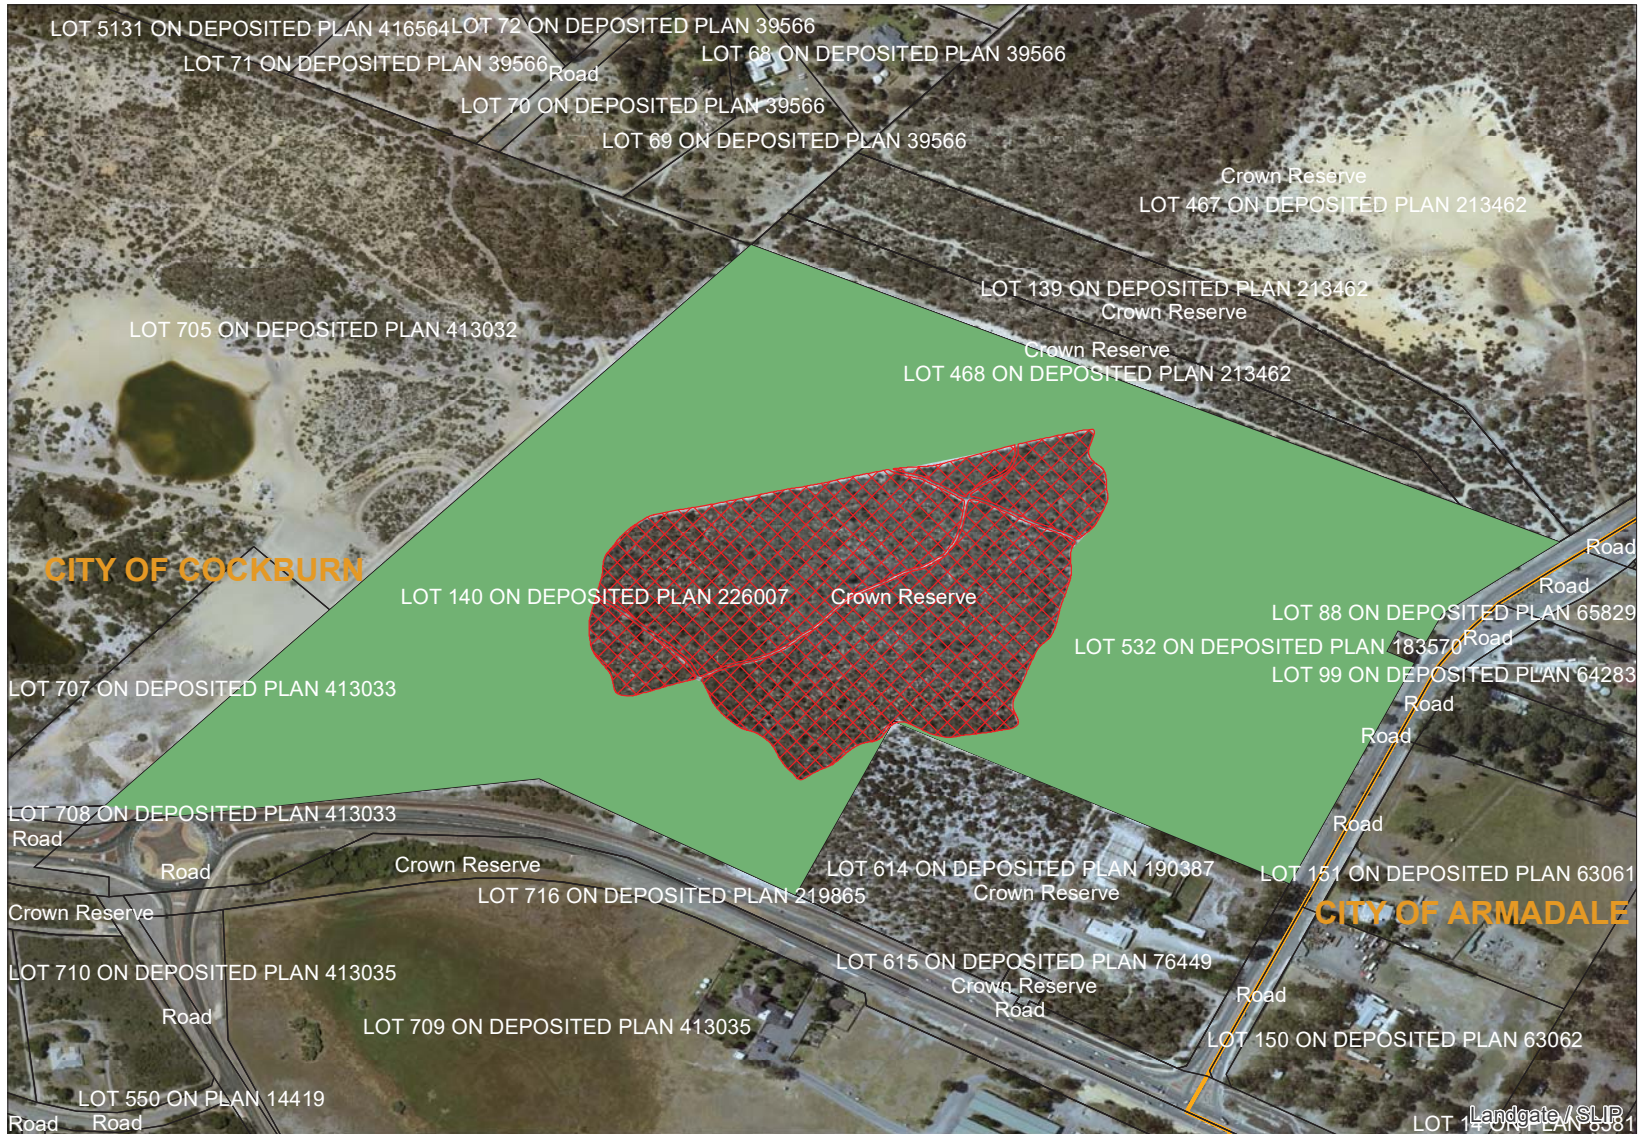 LOT 5131 ON DEPOSITED PLAN 416564
LOT 72 ON DEPOSITED PLAN 39566
LOT 68 ON DEPOSITED PLAN 39566
LOT 71 ON DEPOSITED PLAN 39566
Road
LOT 70 ON DEPOSITED PLAN 39566
LOT 69 ON DEPOSITED PLAN 39566
Crown Reserve
LOT 467 ON DEPOSITED PLAN 213462
LOT 139 ON DEPOSITED PLAN 213462
Crown Reserve
LOT 705 ON DEPOSITED PLAN 413032
Crown Reserve
LOT 468 ON DEPOSITED PLAN 213462
Road
CITY OF COCKBURN
Road
LOT 140 ON DEPOSITED PLAN 226007
Crown Reserve
LOT 88 ON DEPOSITED PLAN 65829
Road
LOT 532 ON DEPOSITED PLAN 183570
LOT 99 ON DEPOSITED PLAN 64283
LOT 707 ON DEPOSITED PLAN 413033
Road
Road
LOT 708 ON DEPOSITED PLAN 413033
Road
Road
Road
Crown Reserve
LOT 614 ON DEPOSITED PLAN 190387
Crown Reserve
LOT 151 ON DEPOSITED PLAN 63061
LOT 716 ON DEPOSITED PLAN 219865
Crown Reserve
CITY OF ARMADALE
LOT 615 ON DEPOSITED PLAN 76449
Crown Reserve
Road
LOT 710 ON DEPOSITED PLAN 413035
Road
Road
LOT 709 ON DEPOSITED PLAN 413035
LOT 150 ON DEPOSITED PLAN 63062
LOT 550 ON PLAN 14419
Road
Road
LOT 14 ON PLAN 8381
Landgate / SLIP